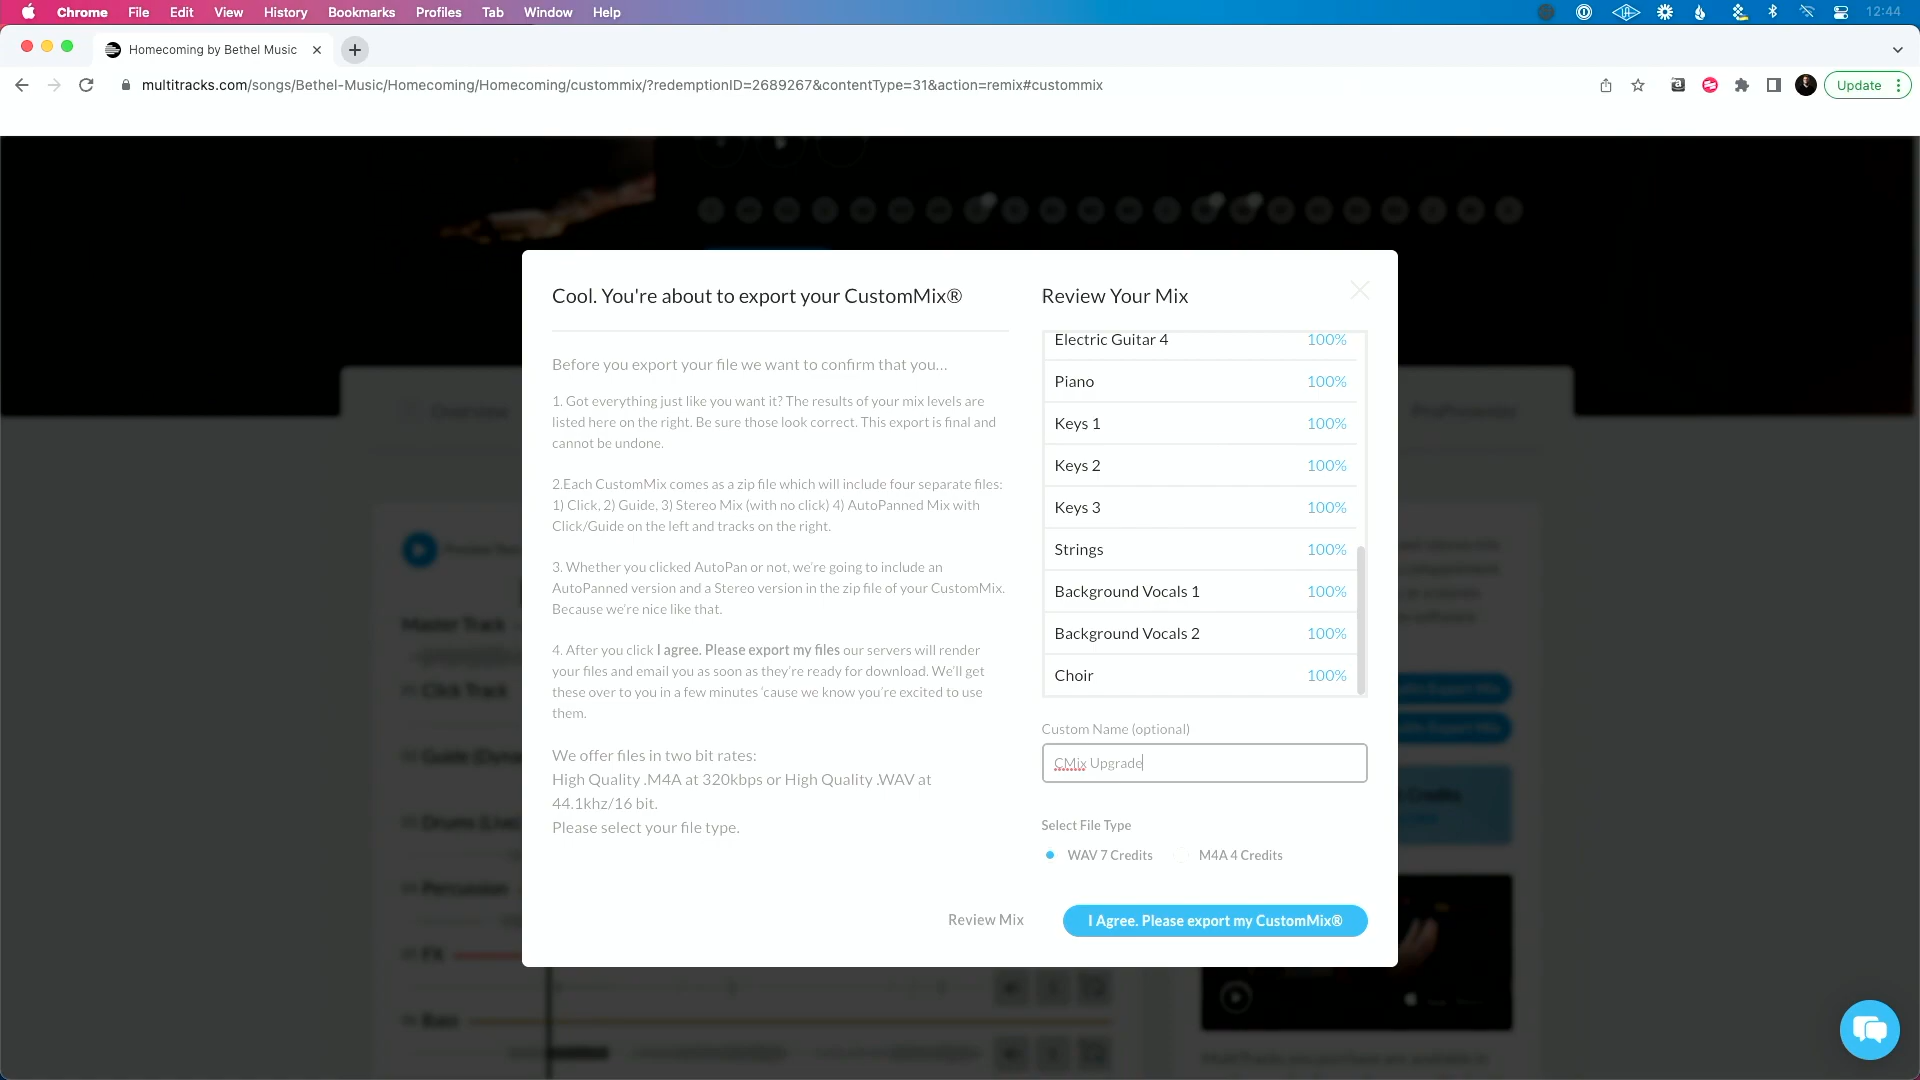 Chrome File Edit View History Bookmarks Profiles Tab Window Help 12:44
Homecoming by Bethel Music
multitracks.com/songs/Bethel-Music/Homecoming/Homecoming/custommix/?redemptionID=2689267&contentType=31&action=remix#custommix
Update
Overview
Cool. You're about to export your CustomMix®
Before you export your file we want to confirm that you...
1. Got everything just like you want it? The results of your mix levels are
listed here on the right. Be sure those look correct. This export is final and
cannot be undone.
2.Each CustomMix comes as a zip file which will include four separate files:
1) Click, 2) Guide, 3) Stereo Mix (with no click) 4) AutoPanned Mix with
Click/Guide on the left and tracks on the right.
3. Whether you clicked AutoPan or not, we're going to include an
AutoPanned version and a Stereo version in the zip file of your CustomMix.
Because we're nice like that.
4. After you click I agree. Please export my files our servers will render
your files and email you as soon as they're ready for download. We'll get
these over to you in a few minutes 'cause we know you're excited to use
them.
We offer files in two bit rates:
High Quality .M4A at 320kbps or High Quality .WAV at
44.1khz/16 bit.
Please select your file type.
Review Your Mix
Electric Guitar 4 100%
Piano 100%
Keys 1 100%
Keys 2 100%
Keys 3 100%
Strings 100%
Background Vocals 1 100%
Background Vocals 2 100%
Choir 100%
Custom Name (optional)
CMix Upgrade
Select File Type
WAV 7 Credits M4A 4 Credits
Review Mix
I Agree. Please export my CustomMix®
Master Track
Click Track
Percussion
FX
Bass
Credits